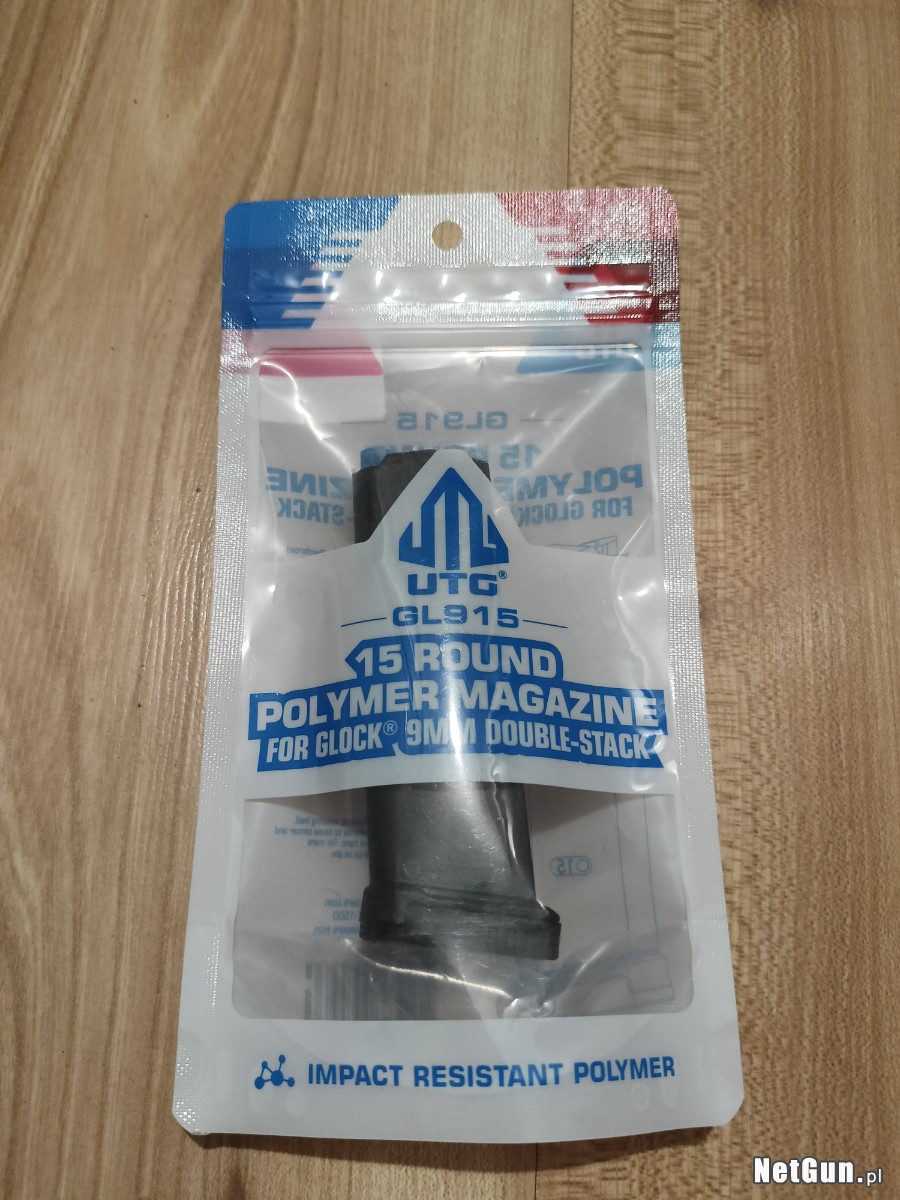 UTG®
GL915
15 ROUND
POLYMER MAGAZINE
FOR GLOCK® 9MM DOUBLE-STACK
IMPACT RESISTANT POLYMER
NetGun.pl